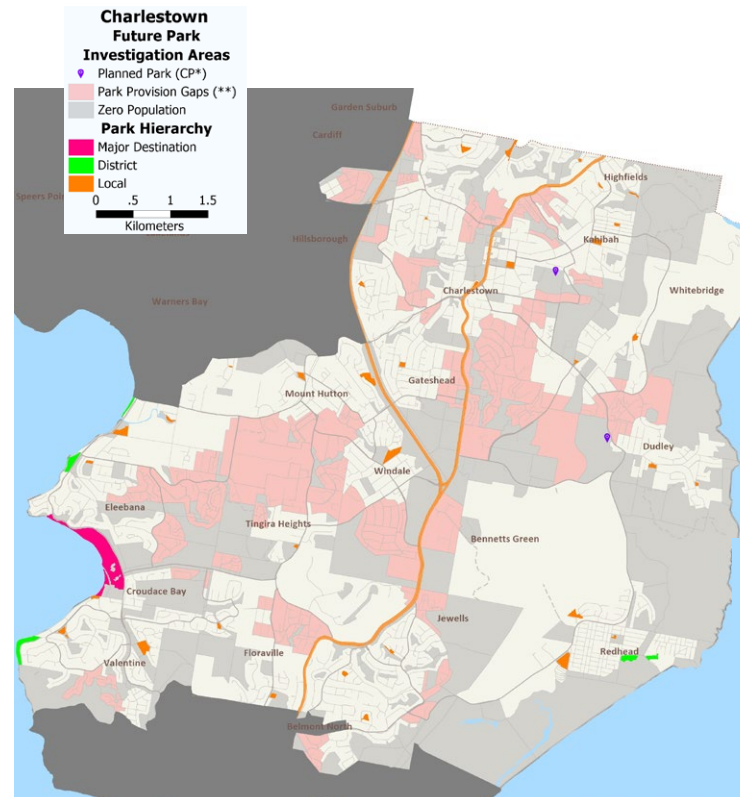 Charlestown
Future Park
Investigation Areas
Planned Park (CP*)
Park Provision Gaps (**)
Zero Population
Park Hierarchy
Major Destination
District
Local
0 .5 1 1.5
Kilometers
Garden Suburb
Cardiff
Highfields
Speers
Hillsborough
Kahibah
Whitebridge
Charlestown
Warners Bay
Gateshead
Mount Hutton
Dudley
Windale
Eleebana
Tingira Heights
Bennetts Green
Croudace Bay
Jewells
Redhead
Floraville
Valentine
Belmont North